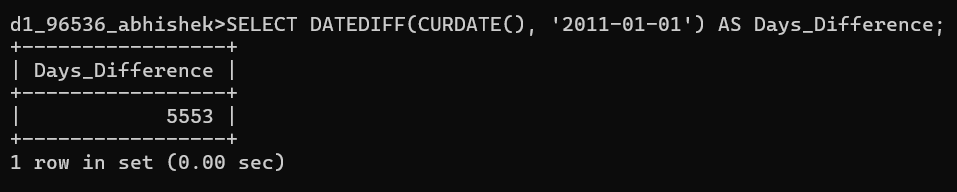 d1_96536_abhishek>SELECT DATEDIFF(CURDATE(), '2011-01-01') AS Days_Difference;
+-----------------+
| Days_Difference |
+-----------------+
|            5553 |
+-----------------+
1 row in set (0.00 sec)